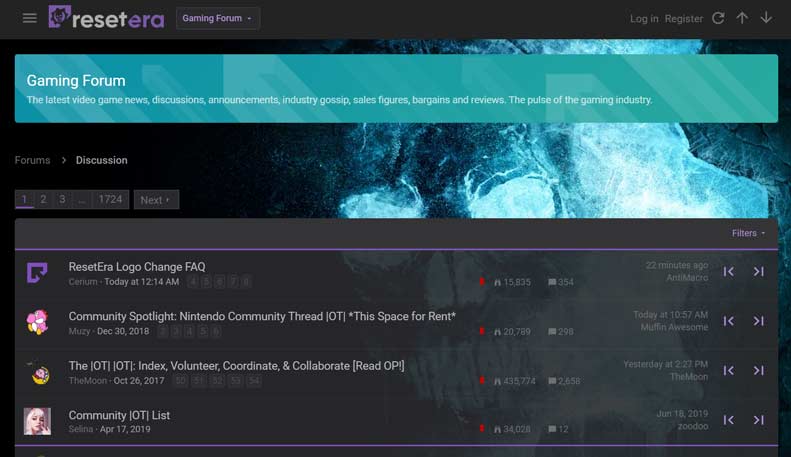 resetera
Gaming Forum
Log in Register
Gaming Forum
The latest video game news, discussions, announcements, industry gossip, sales figures, bargains and reviews. The pulse of the gaming industry.
Forums Discussion
1 2 3 ... 1724 Next
Filters
ResetEra Logo Change FAQ
Cerium · Today at 12:14 AM 4 5 6 7 8
15,835 354
22 minutes ago
AntiMacro
Community Spotlight: Nintendo Community Thread |OT| *This Space for Rent*
Muzy · Dec 30, 2018 2 3 4 5 6
20,789 298
Today at 10:57 AM
Muffin Awesome
The |OT| |OT|: Index, Volunteer, Coordinate, & Collaborate [Read OP!]
TheMoon · Oct 26, 2017 50 51 52 53 54
435,774 2,658
Yesterday at 2:27 PM
TheMoon
Community |OT| List
Selina · Apr 17, 2019
34,028 12
Jun 18, 2019
zoodoo